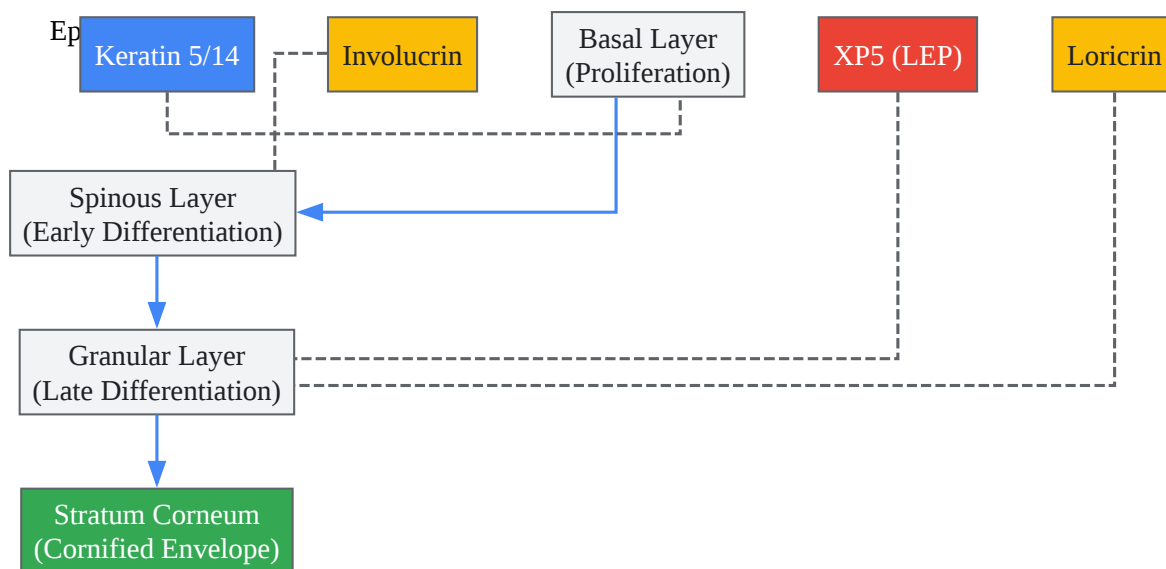 Ep
Keratin 5/14
Involucrin
Basal Layer
(Proliferation)
XP5 (LEP)
Loricrin
Spinous Layer
(Early Differentiation)
Granular Layer
(Late Differentiation)
Stratum Corneum
(Cornified Envelope)